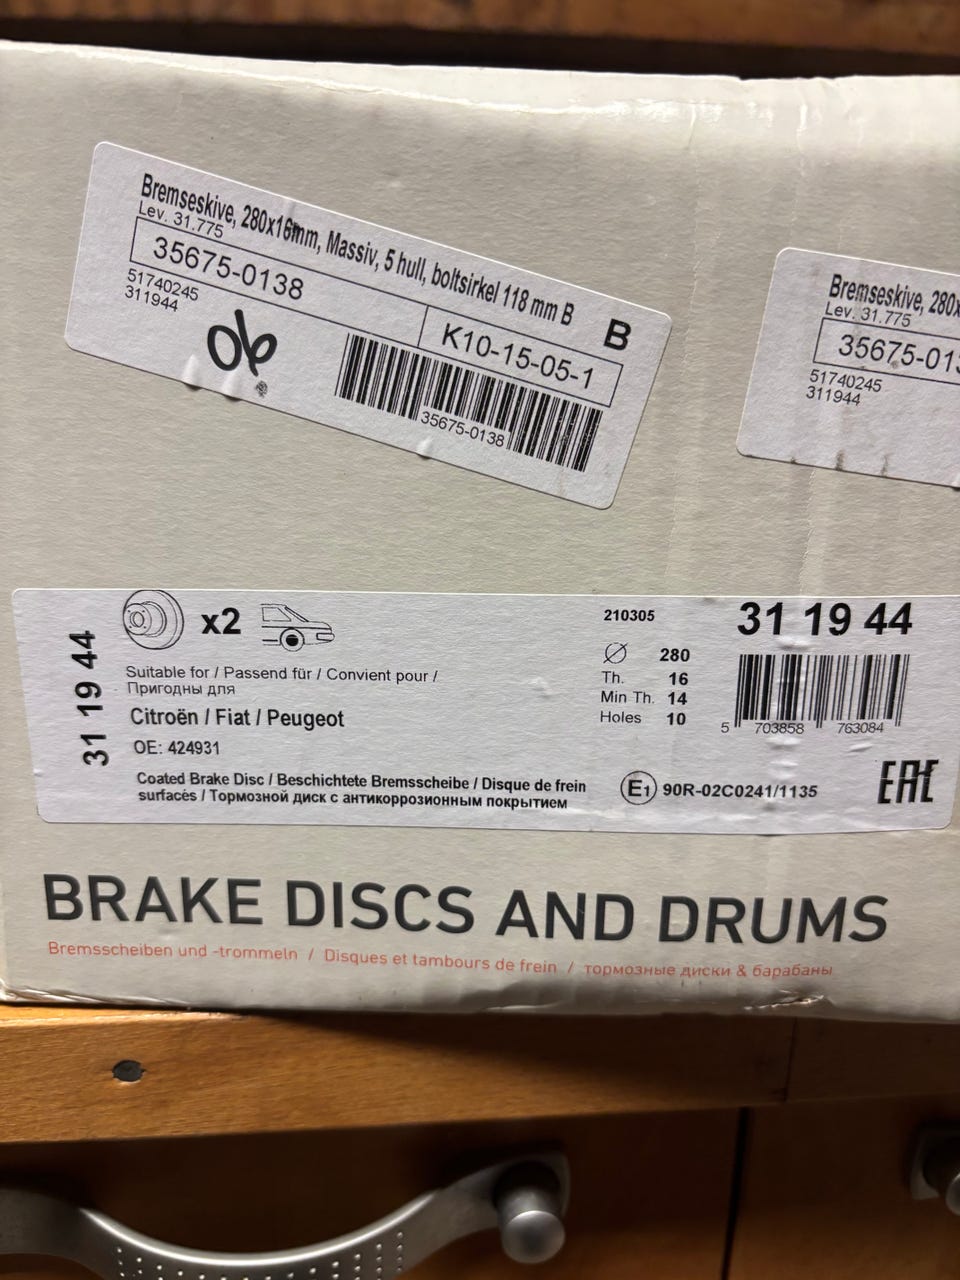 Bremseskive, 280x16mm, Massiv, 5 hull, boltsirkel 118 mm B
Lev. 31.775
B
35675-0138
K10-15-05-1
51740245
311944
ob
35675-0138
Bremseskive, 280x
Lev. 31.775
35675-013
51740245
311944
31 19 44
x2
210305
31 19 44
280
Th. 16
Min Th. 14
Holes 10
Suitable for / Passend für / Convient pour /
Пригодны для
Citroën / Fiat / Peugeot
OE: 424931
5 703858 763084
Coated Brake Disc / Beschichtete Bremsscheibe / Disque de frein
surfacés / Тормозной диск с антикоррозионным покрытием
E1 90R-02C0241/1135
EAC
BRAKE DISCS AND DRUMS
Bremsscheiben und -trommeln / Disques et tambours de frein / тормозные диски & барабаны